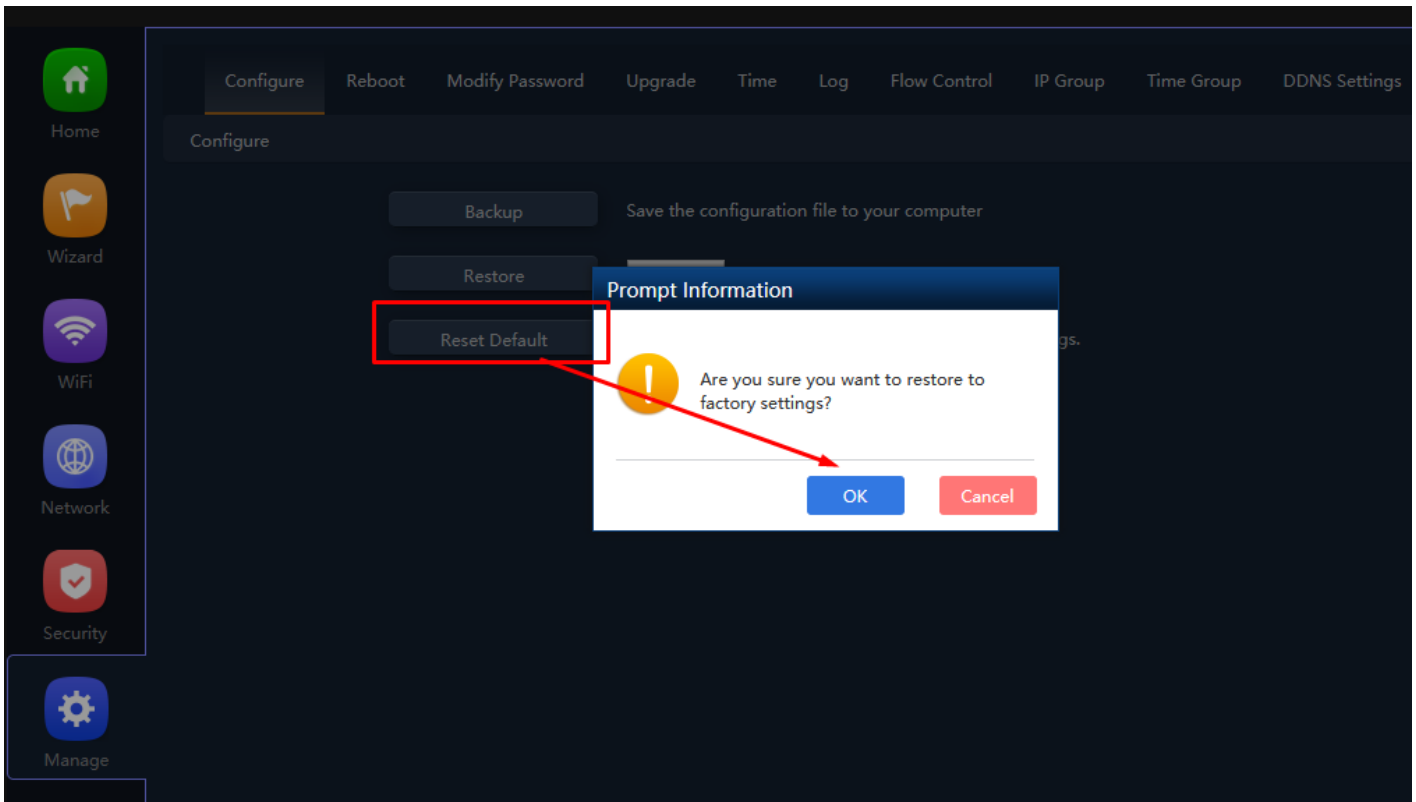 Home
Wizard
WiFi
Network
Security
Manage
Configure Reboot Modify Password Upgrade Time Log Flow Control IP Group Time Group DDNS Settings
Configure
Backup Save the configuration file to your computer
Restore
Reset Default gs.
Prompt Information
Are you sure you want to restore to
factory settings?
OK Cancel